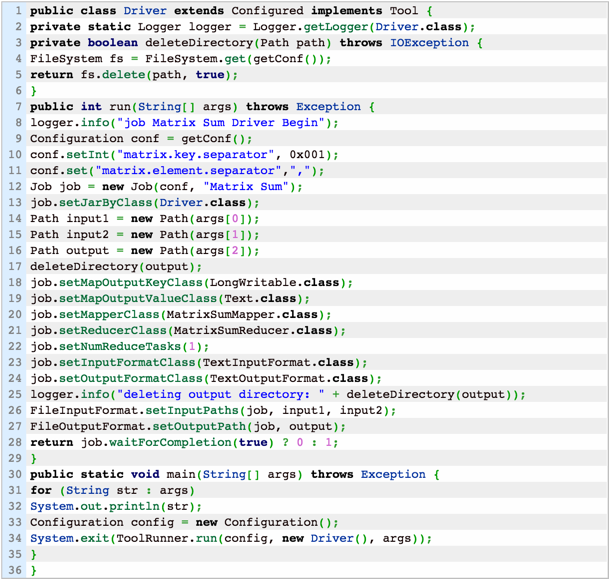 1 public class Driver extends Configured implements Tool {
2 private static Logger logger = Logger.getLogger(Driver.class);
3 private boolean deleteDirectory(Path path) throws IOException {
4 FileSystem fs = FileSystem.get(getConf());
5 return fs.delete(path, true);
6 }
7 public int run(String[] args) throws Exception {
8 logger.info("job Matrix Sum Driver Begin");
9 Configuration conf = getConf();
10 conf.setInt("matrix.key.separator", 0x001);
11 conf.set("matrix.element.separator",",");
12 Job job = new Job(conf, "Matrix Sum");
13 job.setJarByClass(Driver.class);
14 Path input1 = new Path(args[0]);
15 Path input2 = new Path(args[1]);
16 Path output = new Path(args[2]);
17 deleteDirectory(output);
18 job.setMapOutputKeyClass(LongWritable.class);
19 job.setMapOutputValueClass(Text.class);
20 job.setMapperClass(MatrixSumMapper.class);
21 job.setReducerClass(MatrixSumReducer.class);
22 job.setNumReduceTasks(1);
23 job.setInputFormatClass(TextInputFormat.class);
24 job.setOutputFormatClass(TextOutputFormat.class);
25 logger.info("deleting output directory: " + deleteDirectory(output));
26 FileInputFormat.setInputPaths(job, input1, input2);
27 FileOutputFormat.setOutputPath(job, output);
28 return job.waitForCompletion(true) ? 0 : 1;
29 }
30 public static void main(String[] args) throws Exception {
31 for (String str : args)
32 System.out.println(str);
33 Configuration config = new Configuration();
34 System.exit(ToolRunner.run(config, new Driver(), args));
35 }
36 }